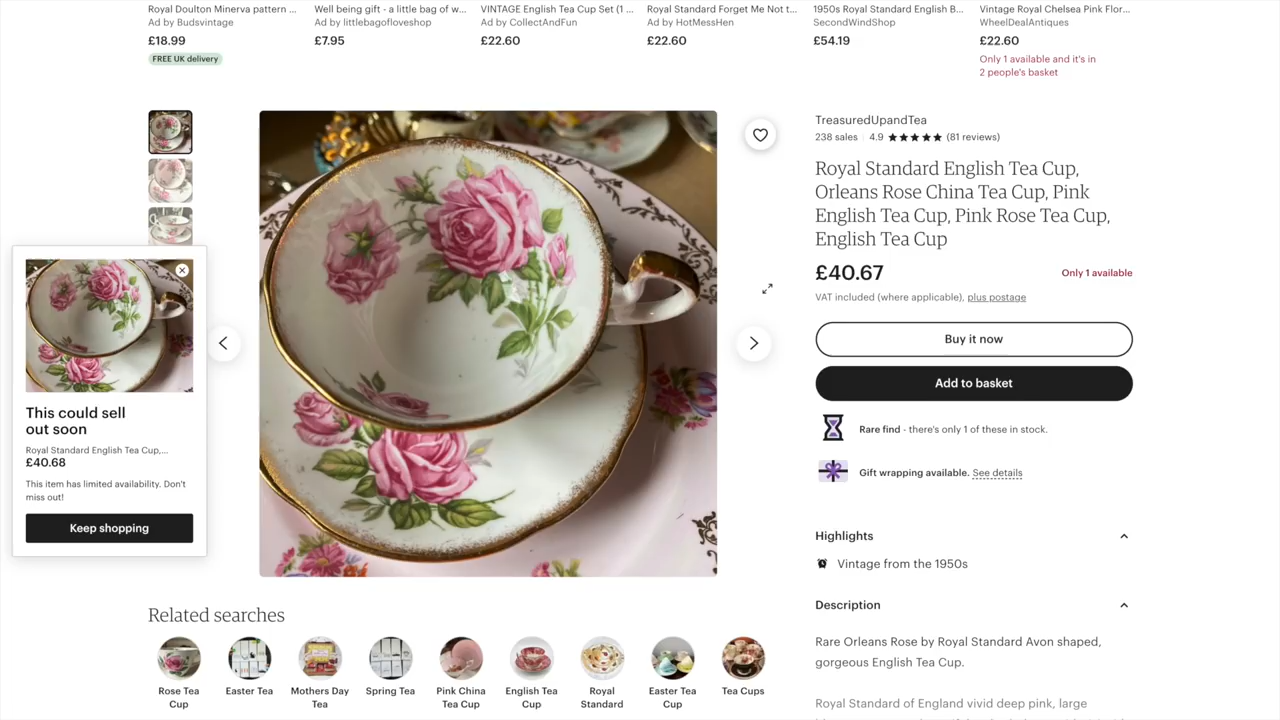 Royal Doulton Minerva pattern ...
Ad by Budsvintage
£18.99
FREE UK delivery
Well being gift - a little bag of w...
Ad by littlebagofloveshop
£7.95
VINTAGE English Tea Cup Set (1 ...
Ad by CollectAndFun
£22.60
Royal Standard Forget Me Not t...
Ad by HotMessHen
£22.60
1950s Royal Standard English B...
SecondWindShop
£54.19
Vintage Royal Chelsea Pink Flor...
WheelDealAntiques
£22.60
Only 1 available and it's in
2 people's basket
This could sell
out soon
Royal Standard English Tea Cup,...
£40.68
This item has limited availability. Don't
miss out!
Keep shopping
TreasuredUpandTea
238 sales 4.9 ★★★★★ (81 reviews)
Royal Standard English Tea Cup,
Orleans Rose China Tea Cup, Pink
English Tea Cup, Pink Rose Tea Cup,
English Tea Cup
£40.67
Only 1 available
VAT included (where applicable), plus postage
Buy it now
Add to basket
Rare find - there's only 1 of these in stock.
Gift wrapping available. See details
Highlights
Vintage from the 1950s
Description
Rare Orleans Rose by Royal Standard Avon shaped,
gorgeous English Tea Cup.
Royal Standard of England vivid deep pink, large
Related searches
Rose Tea
Cup
Easter Tea
Mothers Day
Tea
Spring Tea
Pink China
Tea Cup
English Tea
Cup
Royal
Standard
Easter Tea
Cup
Tea Cups